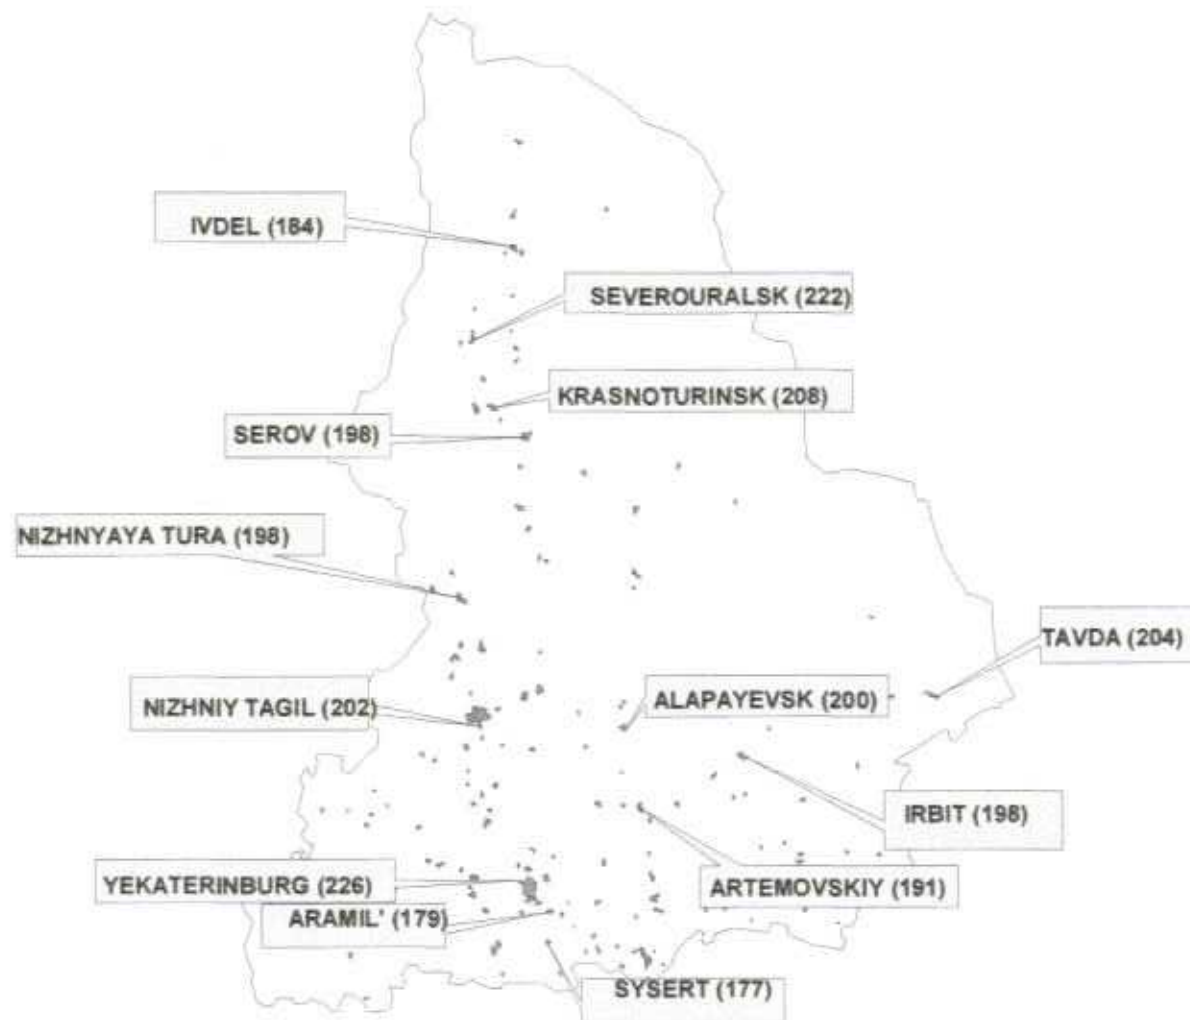 IVDEL (184)
SEVEROURALSK (222)
KRASNOTURINSK (208)
SEROV (198)
NIZHNYAYA TURA (198)
TAVDA (204)
NIZHNIY TAGIL (202)
ALAPAYEVSK (200)
IRBIT (198)
YEKATERINBURG (226)
ARTEMOVSKIY (191)
ARAMIL' (179)
SYSERT (177)